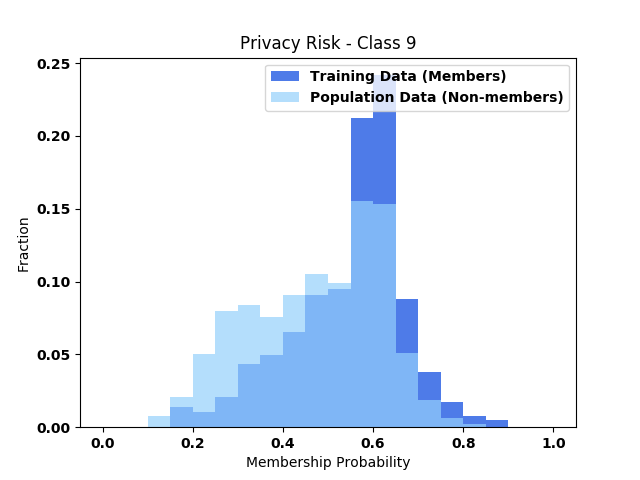 Privacy Risk - Class 9
Training Data (Members)
Population Data (Non-members)
Fraction
0.25
0.20
0.15
0.10
0.05
0.00
0.0 0.2 0.4 0.6 0.8 1.0
Membership Probability